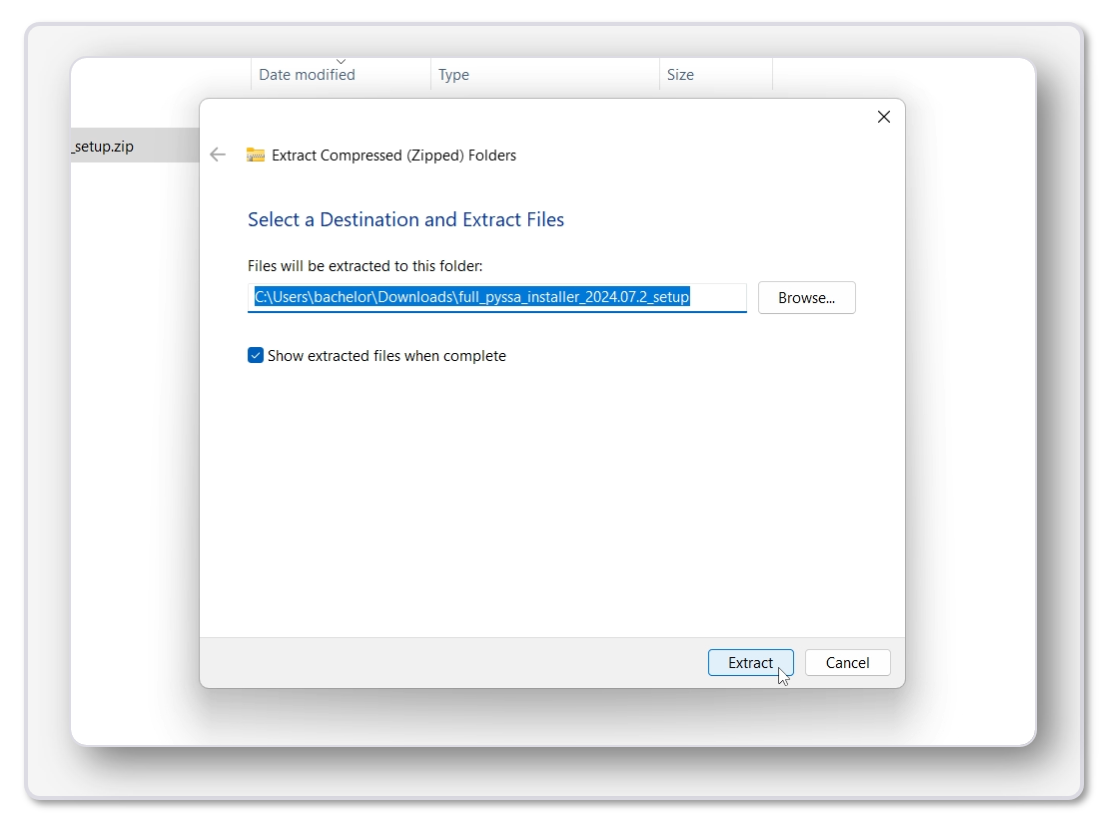 Date modified Type Size
_setup.zip
Extract Compressed (Zipped) Folders
Select a Destination and Extract Files
Files will be extracted to this folder:
C:\Users\bachelor\Downloads\full_pyssa_installer_2024.07.2_setup Browse...
Show extracted files when complete
Extract Cancel